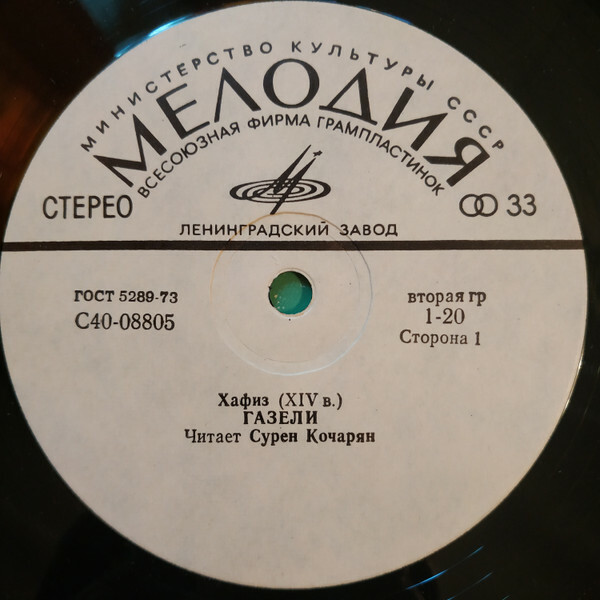 МИНИСТЕРСТВО КУЛЬТУРЫ СССР
МЕЛОДИЯ
ВСЕСОЮЗНАЯ ФИРМА ГРАМПЛАСТИНОК
СТЕРЕО
33
ЛЕНИНГРАДСКИЙ ЗАВОД
ГОСТ 5289-73
С40-08805
вторая гр
1-20
Сторона 1
Хафиз (XIV в.)
ГАЗЕЛИ
Читает Сурен Кочарян